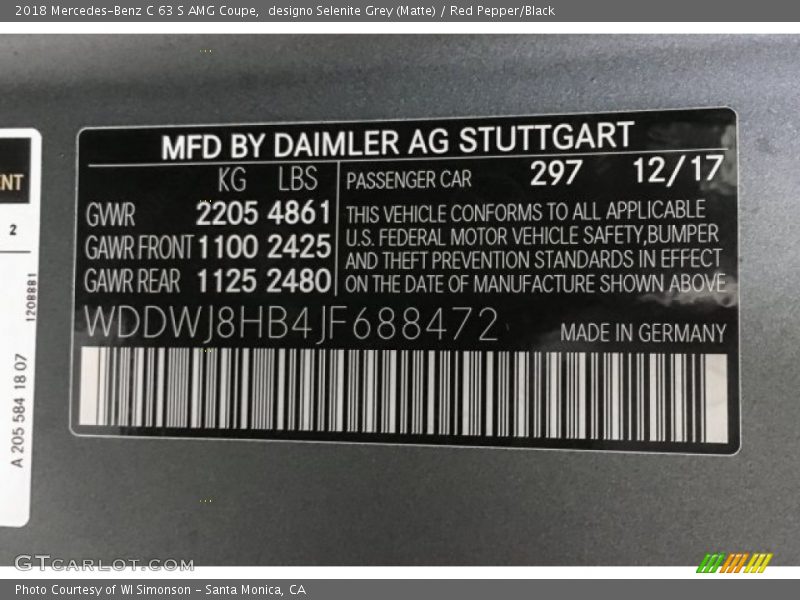 2018 Mercedes-Benz C 63 S AMG Coupe,  designo Selenite Grey (Matte) / Red Pepper/Black
MFD BY DAIMLER AG STUTTGART
KG LBS
GVWR 2205 4861
GAWR FRONT 1100 2425
GAWR REAR 1125 2480
PASSENGER CAR 297 12/17
THIS VEHICLE CONFORMS TO ALL APPLICABLE
U.S. FEDERAL MOTOR VEHICLE SAFETY,BUMPER
AND THEFT PREVENTION STANDARDS IN EFFECT
ON THE DATE OF MANUFACTURE SHOWN ABOVE
WDDWJ8HB4JF688472
MADE IN GERMANY
2
1208881
A 205 584 18 07
GTCARLOT.COM
Photo Courtesy of WI Simonson - Santa Monica, CA